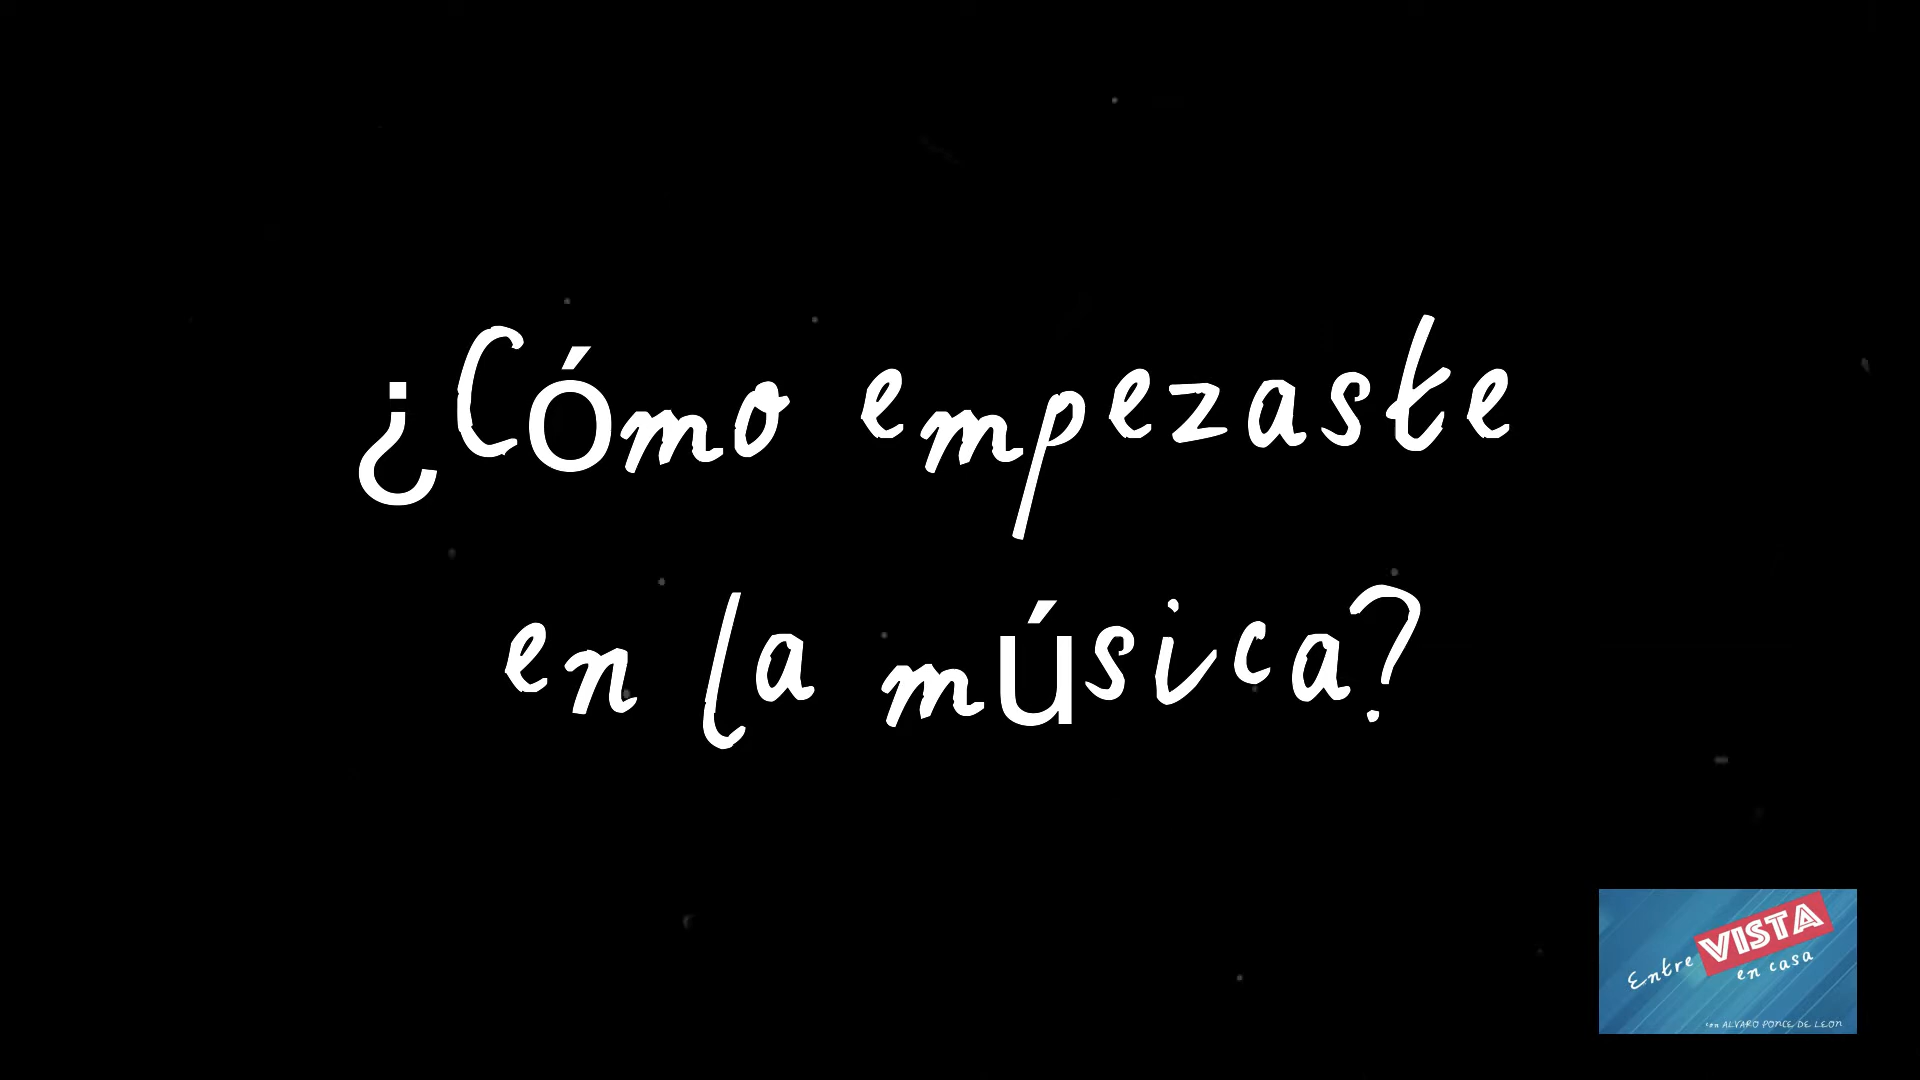 ¿Cómo empezaste
en la música?
Entre VISTA
en casa
con ALVARO PONCE DE LEON